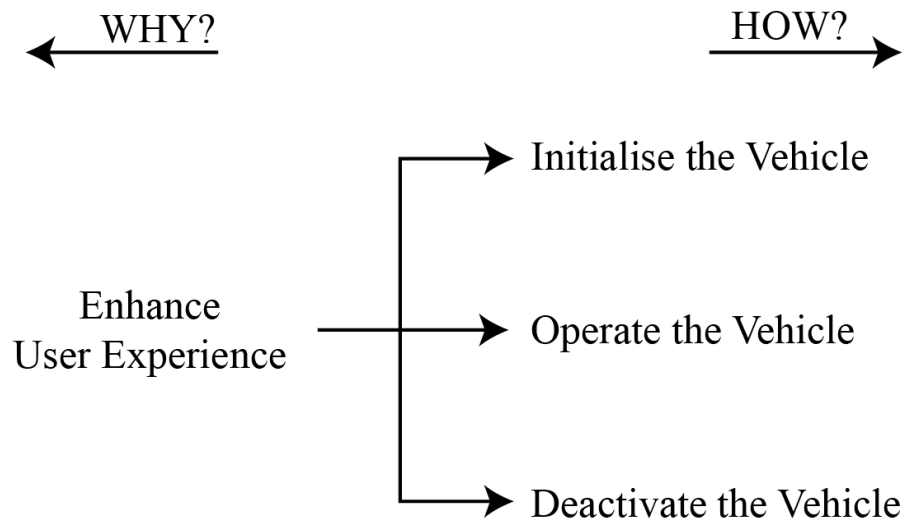 WHY?
HOW?
Initialise the Vehicle
Enhance
User Experience
Operate the Vehicle
Deactivate the Vehicle